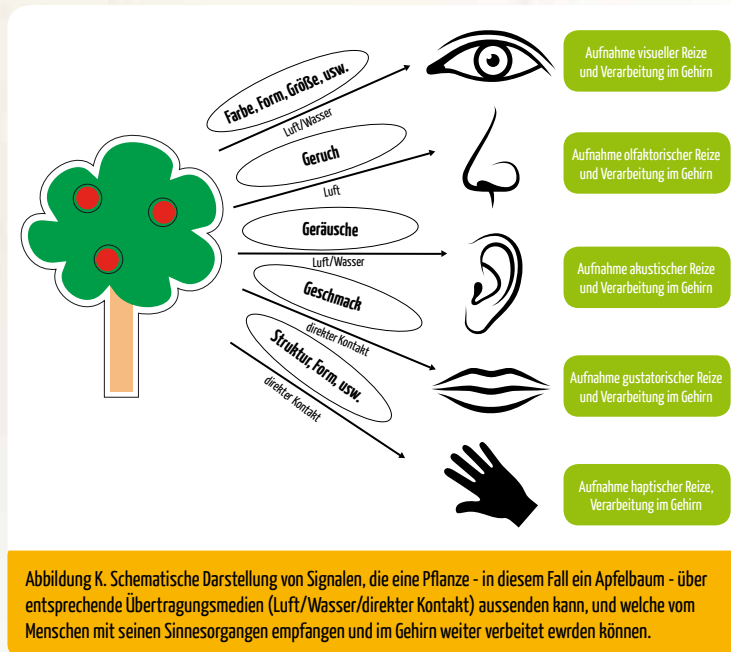 Farbe, Form, Größe, usw.
Luft/Wasser
Aufnahme visueller Reize
und Verarbeitung im Gehirn
Geruch
Luft
Aufnahme olfaktorischer Reize
und Verarbeitung im Gehirn
Geräusche
Luft/Wasser
Aufnahme akustischer Reize
und Verarbeitung im Gehirn
Geschmack
direkter Kontakt
Aufnahme gustatorischer Reize
und Verarbeitung im Gehirn
Struktur, Form, usw.
direkter Kontakt
Aufnahme haptischer Reize,
Verarbeitung im Gehirn
Abbildung K. Schematische Darstellung von Signalen, die eine Pflanze - in diesem Fall ein Apfelbaum - über
entsprechende Übertragungsmedien (Luft/Wasser/direkter Kontakt) aussenden kann, und welche vom
Menschen mit seinen Sinnesorgangen empfangen und im Gehirn weiter verbeitet ewrden können.